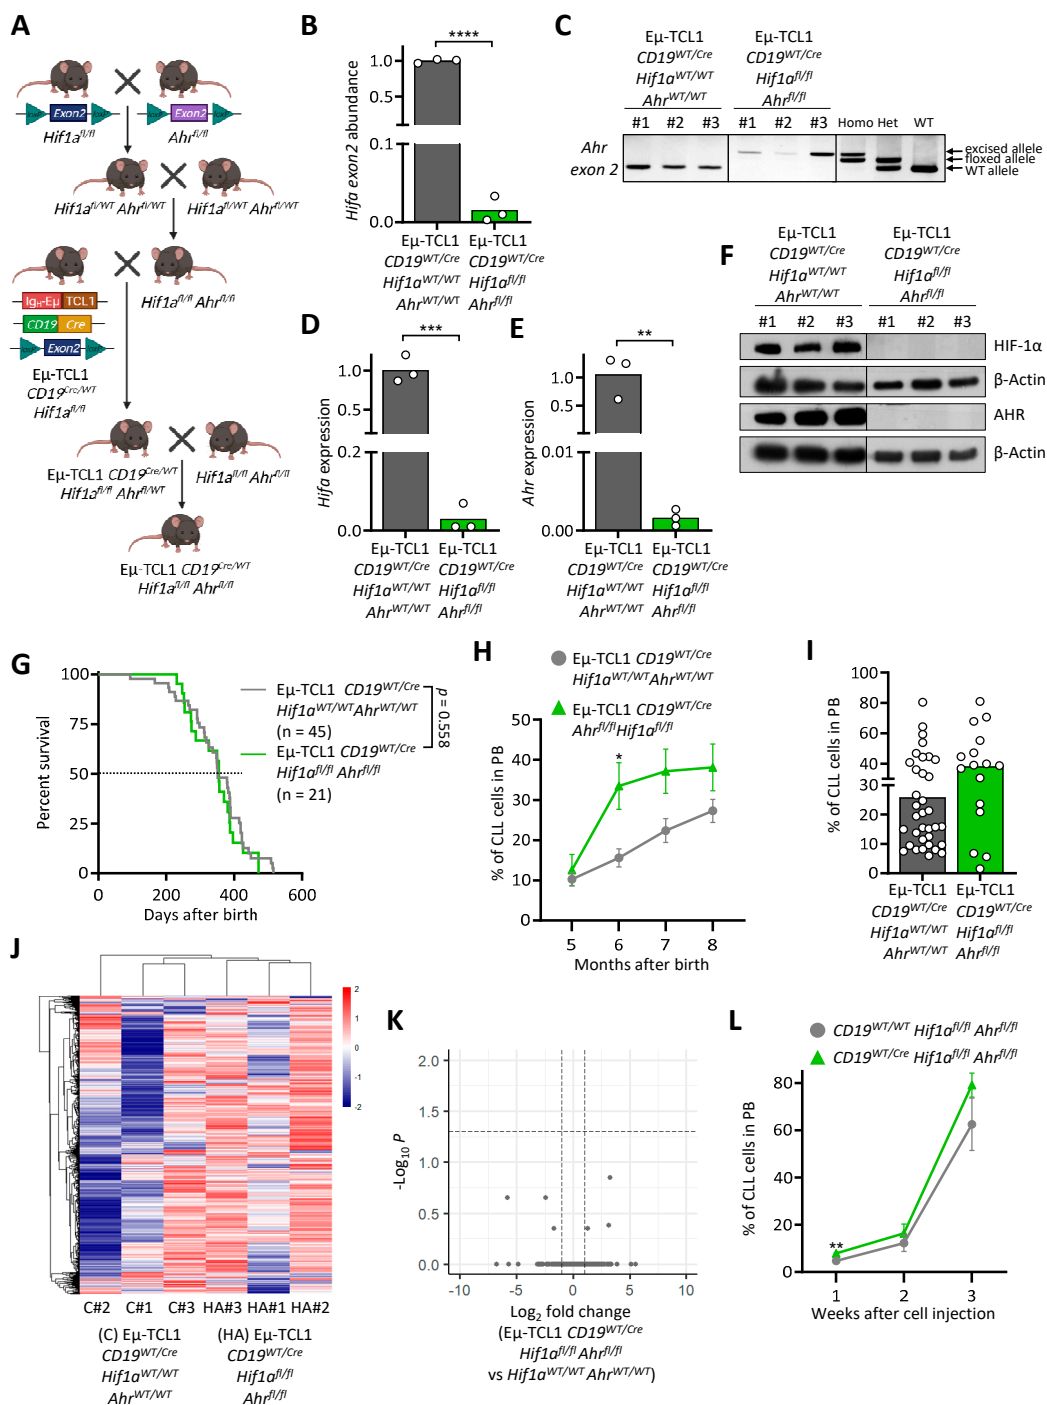 A
loxP Exon2 loxP
loxP Exon2 loxP
Hif1a^fl/fl
Ahr^fl/fl
Hif1a^fl/WT Ahr^fl/WT
Hif1a^fl/WT Ahr^fl/WT
Hif1a^fl/fl Ahr^fl/fl
Ig_H-Eμ TCL1
CD19 Cre
loxP Exon2 loxP
Eμ-TCL1
CD19^Cre/WT
Hif1a^fl/fl
Eμ-TCL1 CD19^Cre/WT
Hif1a^fl/fl Ahr^fl/WT
Hif1a^fl/fl Ahr^fl/fl
Eμ-TCL1 CD19^Cre/WT
Hif1a^fl/fl Ahr^fl/fl
B
****
Hifa exon2 abundance
1.0
0.5
0.1
0.0
Eμ-TCL1 Eμ-TCL1
CD19^WT/Cre CD19^WT/Cre
Hif1a^WT/WT Hif1a^fl/fl
Ahr^WT/WT Ahr^fl/fl
C
Eμ-TCL1 Eμ-TCL1
CD19^WT/Cre CD19^WT/Cre
Hif1a^WT/WT Hif1a^fl/fl
Ahr^WT/WT Ahr^fl/fl
#1 #2 #3 #1 #2 #3 Homo Het WT
Ahr
exon 2
excised allele
floxed allele
WT allele
D
***
Hifa expression
1.0
0.5
0.2
0.0
Eμ-TCL1 Eμ-TCL1
CD19^WT/Cre CD19^WT/Cre
Hif1a^WT/WT Hif1a^fl/fl
Ahr^WT/WT Ahr^fl/fl
E
**
Ahr expression
1.0
0.5
0.01
0.00
Eμ-TCL1 Eμ-TCL1
CD19^WT/Cre CD19^WT/Cre
Hif1a^WT/WT Hif1a^fl/fl
Ahr^WT/WT Ahr^fl/fl
F
Eμ-TCL1 Eμ-TCL1
CD19^WT/Cre CD19^WT/Cre
Hif1a^WT/WT Hif1a^fl/fl
Ahr^WT/WT Ahr^fl/fl
#1 #2 #3 #1 #2 #3
HIF-1α
β-Actin
AHR
β-Actin
G
Percent survival
100
50
0
0 200 400 600
Days after birth
Eμ-TCL1 CD19^WT/Cre
Hif1a^WT/WT Ahr^WT/WT
(n = 45)
Eμ-TCL1 CD19^WT/Cre
Hif1a^fl/fl Ahr^fl/fl
(n = 21)
p = 0.558
H
Eμ-TCL1 CD19^WT/Cre
Hif1a^WT/WT Ahr^WT/WT
Eμ-TCL1 CD19^WT/Cre
Ahr^fl/fl Hif1a^fl/fl
% of CLL cells in PB
50
40
30
20
10
0
*
5 6 7 8
Months after birth
I
% of CLL cells in PB
100
80
60
40
20
30
20
10
0
Eμ-TCL1 Eμ-TCL1
CD19^WT/Cre CD19^WT/Cre
Hif1a^WT/WT Hif1a^fl/fl
Ahr^WT/WT Ahr^fl/fl
J
2
1
0
-1
-2
C#2 C#1 C#3 HA#3 HA#1 HA#2
(C) Eμ-TCL1 (HA) Eμ-TCL1
CD19^WT/Cre CD19^WT/Cre
Hif1a^WT/WT Hif1a^fl/fl
Ahr^WT/WT Ahr^fl/fl
K
-Log₁₀ P
2.0
1.5
1.0
0.5
0.0
-10 -5 0 5 10
Log₂ fold change
(Eμ-TCL1 CD19^WT/Cre
Hif1a^fl/fl Ahr^fl/fl
vs Hif1a^WT/WT Ahr^WT/WT)
L
CD19^WT/WT Hif1a^fl/fl Ahr^fl/fl
CD19^WT/Cre Hif1a^fl/fl Ahr^fl/fl
% of CLL cells in PB
80
60
40
20
0
**
1 2 3
Weeks after cell injection